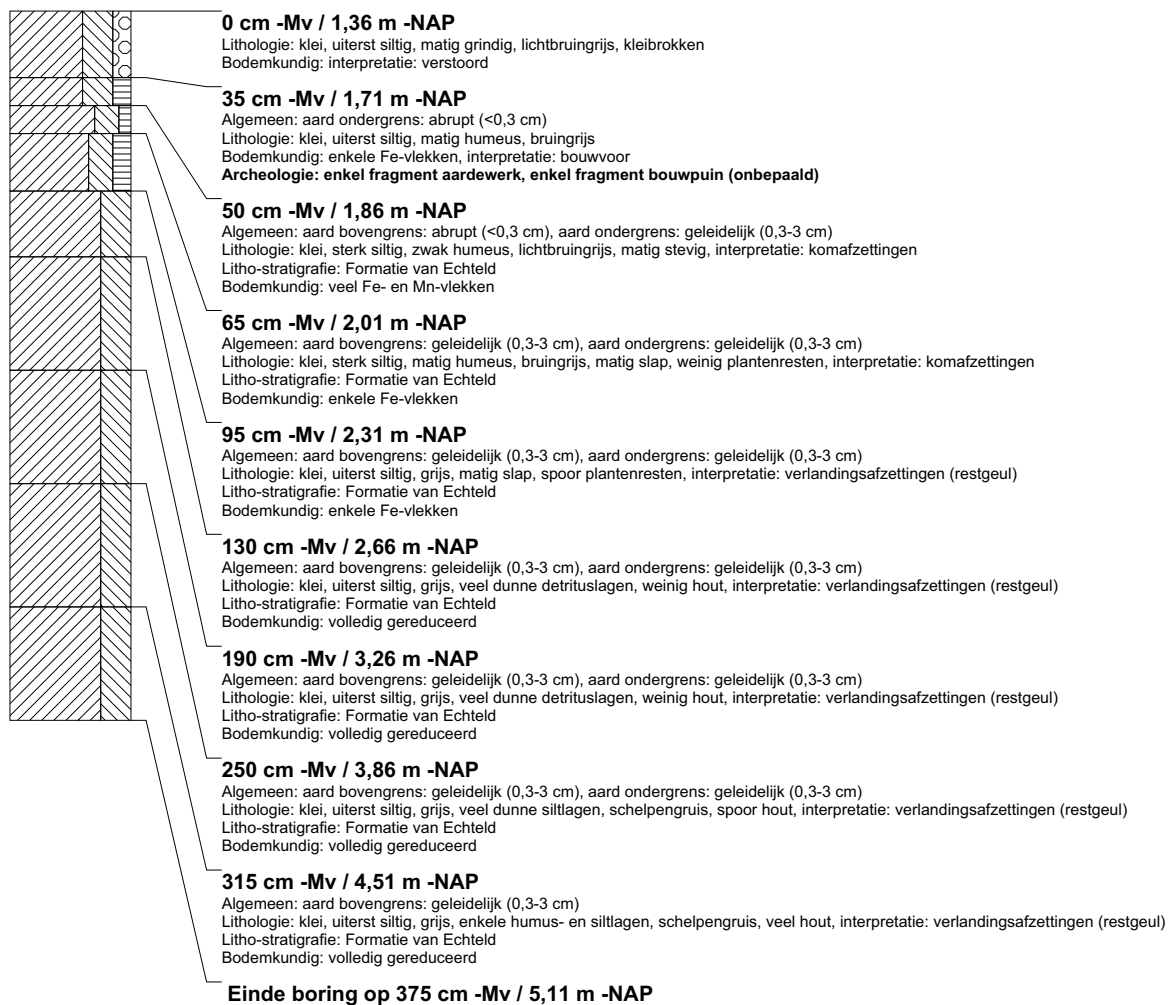 0 cm -Mv / 1,36 m -NAP
Lithologie: klei, uiterst siltig, matig grindig, lichtbruingrijs, kleibrokken
Bodemkundig: interpretatie: verstoord
35 cm -Mv / 1,71 m -NAP
Algemeen: aard ondergrens: abrupt (<0,3 cm)
Lithologie: klei, uiterst siltig, matig humeus, bruingrijs
Bodemkundig: enkele Fe-vlekken, interpretatie: bouwvoor
Archeologie: enkel fragment aardewerk, enkel fragment bouwpuin (onbepaald)
50 cm -Mv / 1,86 m -NAP
Algemeen: aard bovengrens: abrupt (<0,3 cm), aard ondergrens: geleidelijk (0,3-3 cm)
Lithologie: klei, sterk siltig, zwak humeus, lichtbruingrijs, matig stevig, interpretatie: komafzettingen
Litho-stratigrafie: Formatie van Echteld
Bodemkundig: veel Fe- en Mn-vlekken
65 cm -Mv / 2,01 m -NAP
Algemeen: aard bovengrens: geleidelijk (0,3-3 cm), aard ondergrens: geleidelijk (0,3-3 cm)
Lithologie: klei, sterk siltig, matig humeus, bruingrijs, matig slap, weinig plantenresten, interpretatie: komafzettingen
Litho-stratigrafie: Formatie van Echteld
Bodemkundig: enkele Fe-vlekken
95 cm -Mv / 2,31 m -NAP
Algemeen: aard bovengrens: geleidelijk (0,3-3 cm), aard ondergrens: geleidelijk (0,3-3 cm)
Lithologie: klei, uiterst siltig, grijs, matig slap, spoor plantenresten, interpretatie: verlandingsafzettingen (restgeul)
Litho-stratigrafie: Formatie van Echteld
Bodemkundig: enkele Fe-vlekken
130 cm -Mv / 2,66 m -NAP
Algemeen: aard bovengrens: geleidelijk (0,3-3 cm), aard ondergrens: geleidelijk (0,3-3 cm)
Lithologie: klei, uiterst siltig, grijs, veel dunne detrituslagen, weinig hout, interpretatie: verlandingsafzettingen (restgeul)
Litho-stratigrafie: Formatie van Echteld
Bodemkundig: volledig gereduceerd
190 cm -Mv / 3,26 m -NAP
Algemeen: aard bovengrens: geleidelijk (0,3-3 cm), aard ondergrens: geleidelijk (0,3-3 cm)
Lithologie: klei, uiterst siltig, grijs, veel dunne detrituslagen, weinig hout, interpretatie: verlandingsafzettingen (restgeul)
Litho-stratigrafie: Formatie van Echteld
Bodemkundig: volledig gereduceerd
250 cm -Mv / 3,86 m -NAP
Algemeen: aard bovengrens: geleidelijk (0,3-3 cm), aard ondergrens: geleidelijk (0,3-3 cm)
Lithologie: klei, uiterst siltig, grijs, veel dunne siltlagen, schelpengruis, spoor hout, interpretatie: verlandingsafzettingen (restgeul)
Litho-stratigrafie: Formatie van Echteld
Bodemkundig: volledig gereduceerd
315 cm -Mv / 4,51 m -NAP
Algemeen: aard bovengrens: geleidelijk (0,3-3 cm)
Lithologie: klei, uiterst siltig, grijs, enkele humus- en siltlagen, schelpengruis, veel hout, interpretatie: verlandingsafzettingen (restgeul)
Litho-stratigrafie: Formatie van Echteld
Bodemkundig: volledig gereduceerd
Einde boring op 375 cm -Mv / 5,11 m -NAP